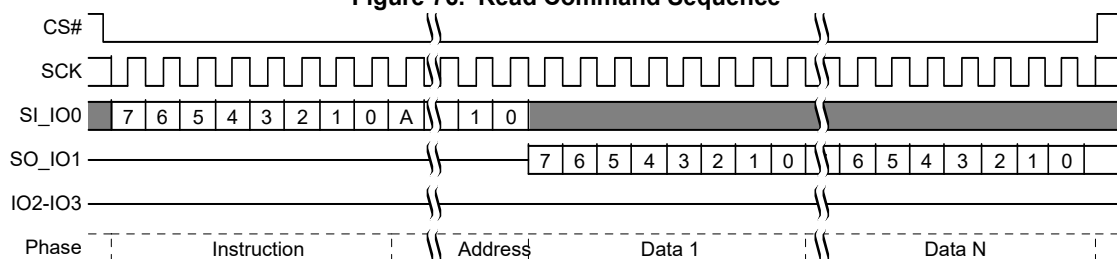 Figure 76. Read Command Sequence
CS#
SCK
SI_IO0 7 6 5 4 3 2 1 0 A 1 0
SO_IO1 7 6 5 4 3 2 1 0 6 5 4 3 2 1 0
IO2-IO3
Phase Instruction Address Data 1 Data N